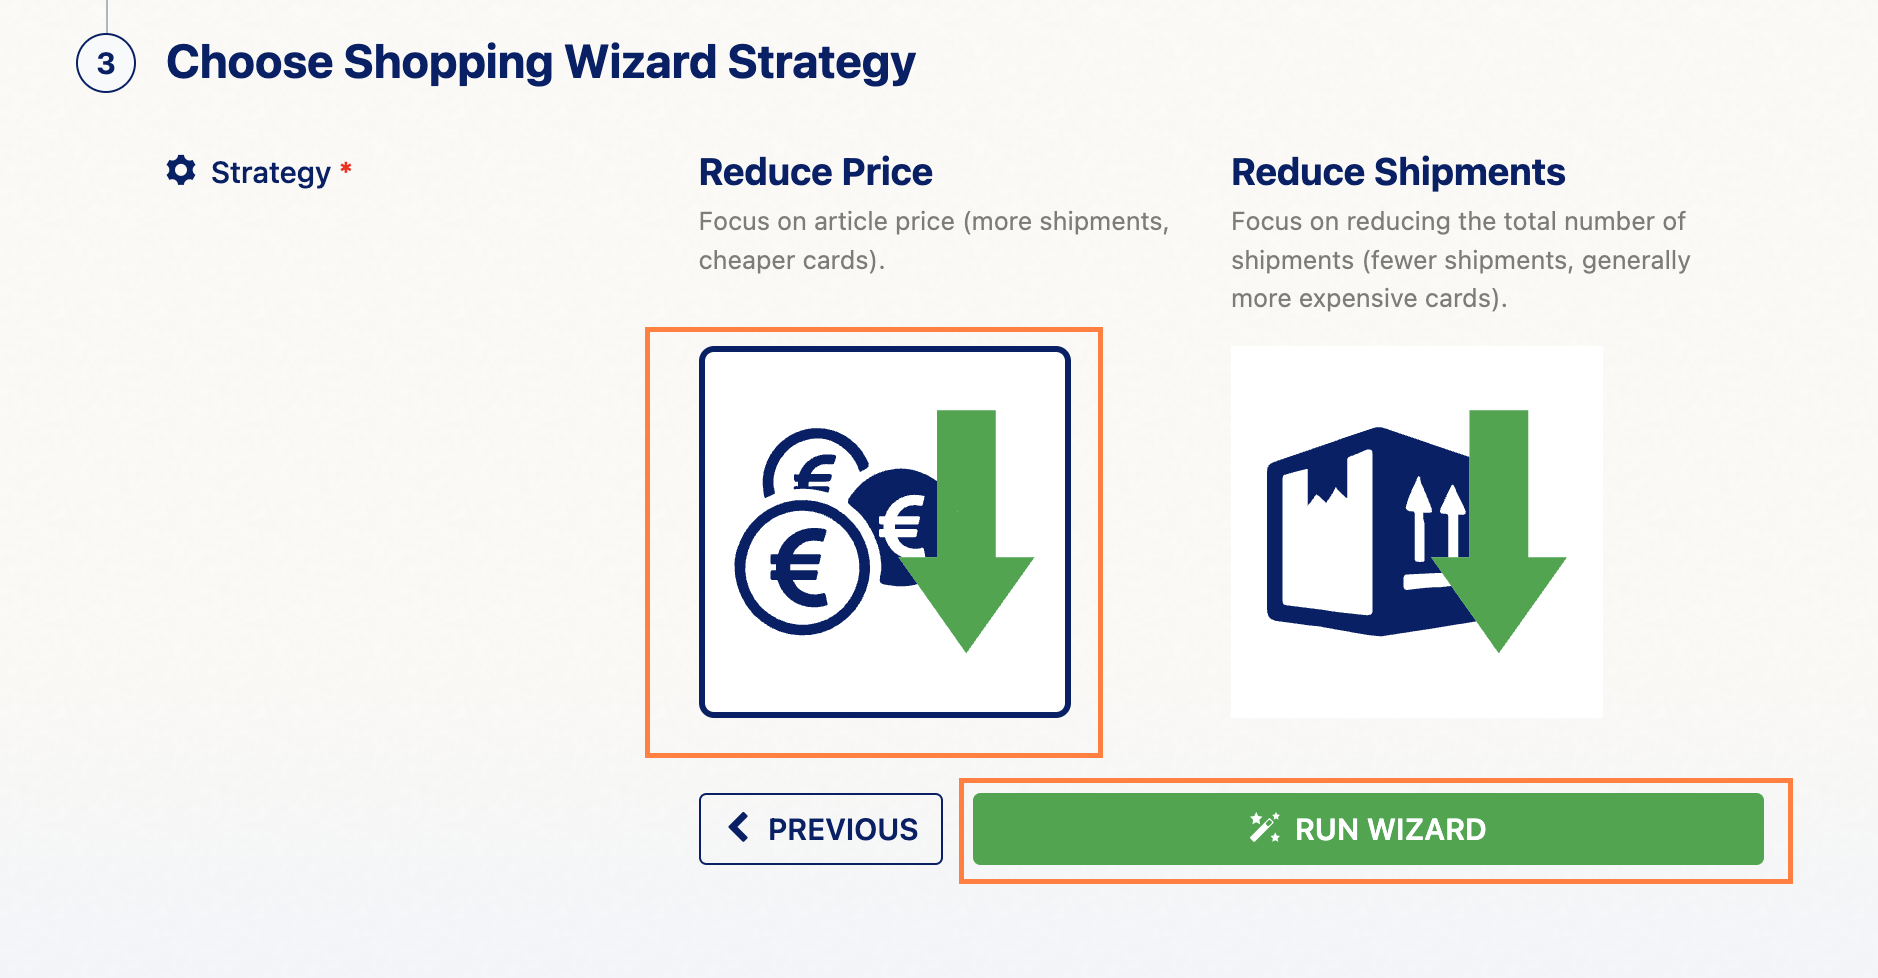 3
Choose Shopping Wizard Strategy
Strategy *
Reduce Price
Focus on article price (more shipments,
cheaper cards).
Reduce Shipments
Focus on reducing the total number of
shipments (fewer shipments, generally
more expensive cards).
€
€
€
PREVIOUS
RUN WIZARD